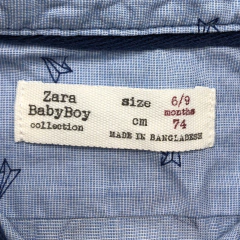 Zara
BabyBoy
collection
size 6/9
months
cm 74
MADE IN BANGLADESH